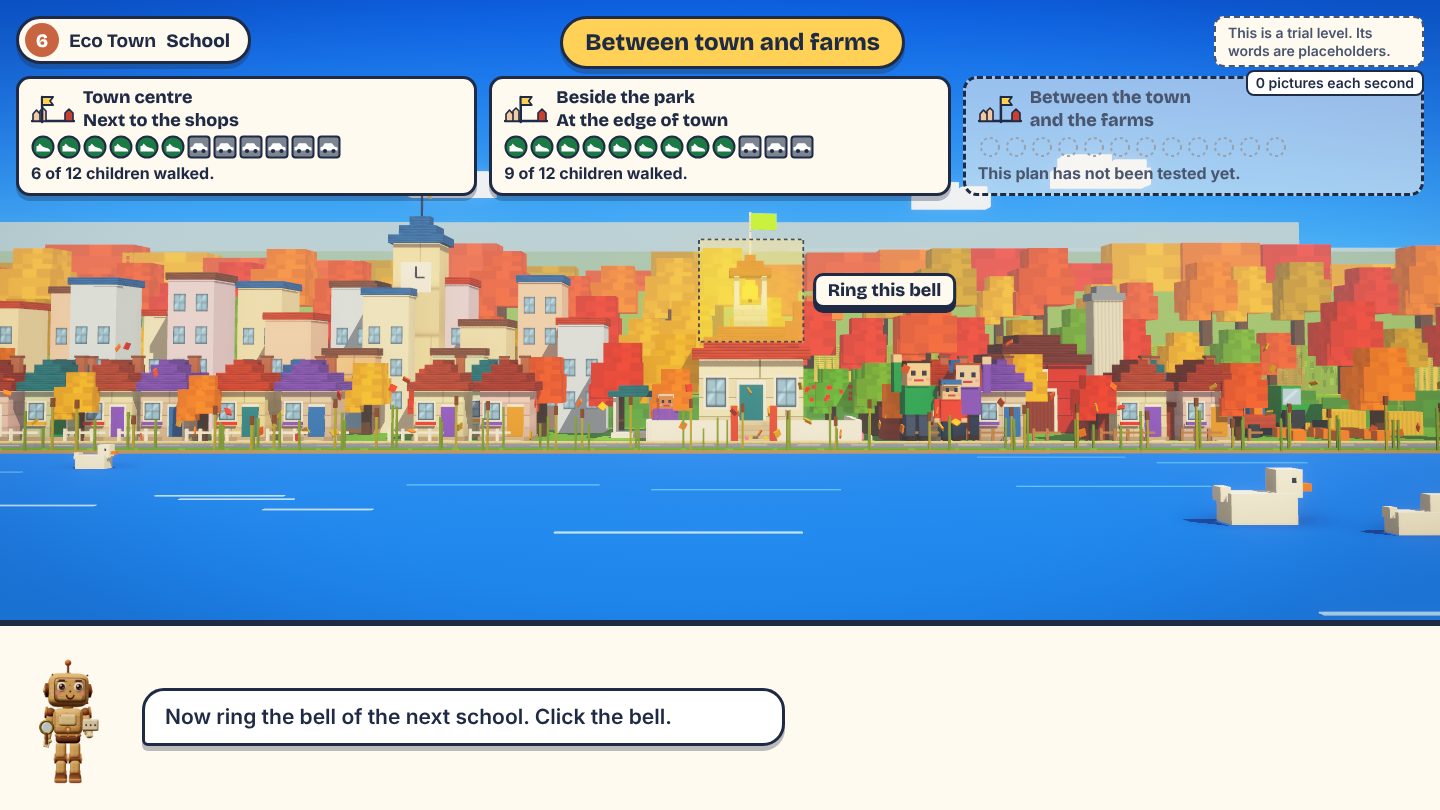 6 Eco Town School
Between town and farms
This is a trial level. Its
words are placeholders.
0 pictures each second
Town centre
Next to the shops
6 of 12 children walked.
Beside the park
At the edge of town
9 of 12 children walked.
Between the town
and the farms
This plan has not been tested yet.
Ring this bell
Now ring the bell of the next school. Click the bell.